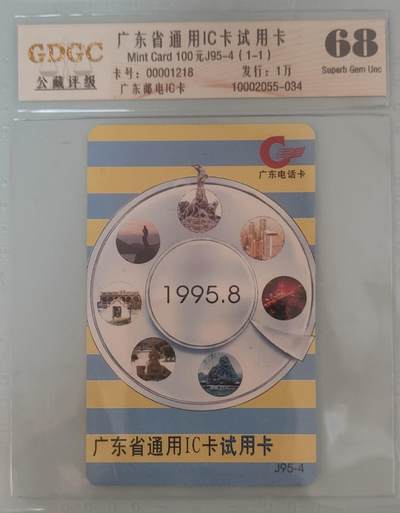 GDGC
公藏评级
广东省通用IC卡试用卡
Mint Card 100元J95-4 (1-1)
卡号: 00001218 发行: 1万
广东邮电IC卡 10002055-034
68
Superb Gem Unc
广东电话卡
1995.8
广东省通用IC卡试用卡
J95-4